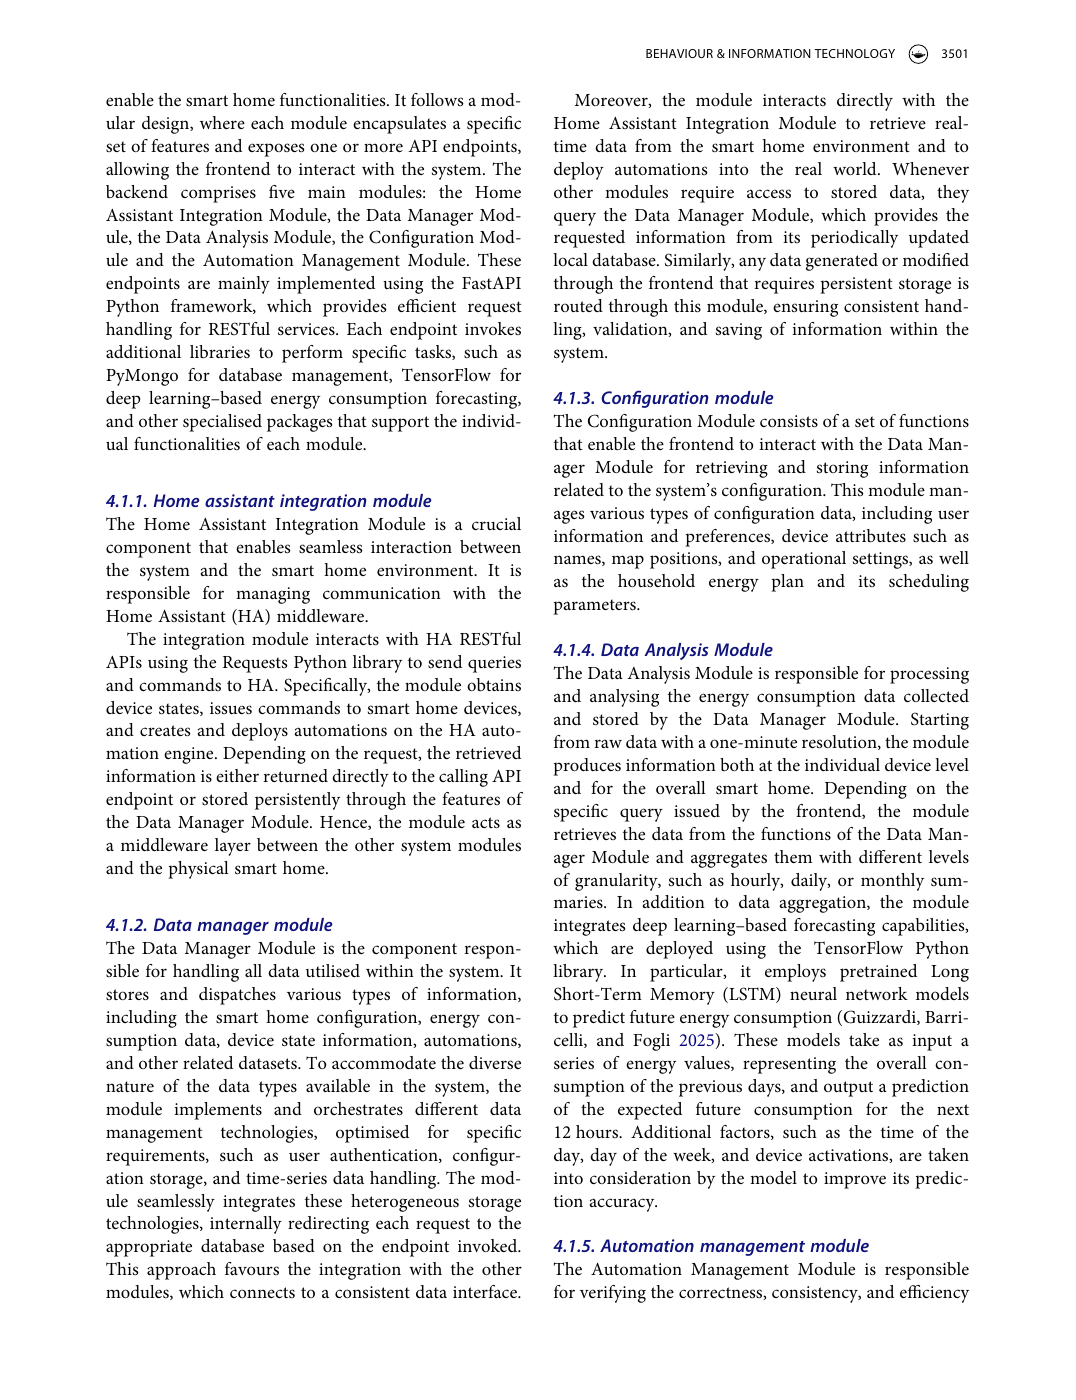 BEHAVIOUR & INFORMATION TECHNOLOGY 3501
enable the smart home functionalities. It follows a mod-
ular design, where each module encapsulates a specific
set of features and exposes one or more API endpoints,
allowing the frontend to interact with the system. The
backend comprises five main modules: the Home
Assistant Integration Module, the Data Manager Mod-
ule, the Data Analysis Module, the Configuration Mod-
ule and the Automation Management Module. These
endpoints are mainly implemented using the FastAPI
Python framework, which provides efficient request
handling for RESTful services. Each endpoint invokes
additional libraries to perform specific tasks, such as
PyMongo for database management, TensorFlow for
deep learning–based energy consumption forecasting,
and other specialised packages that support the individ-
ual functionalities of each module.
4.1.1. Home assistant integration module
The Home Assistant Integration Module is a crucial
component that enables seamless interaction between
the system and the smart home environment. It is
responsible for managing communication with the
Home Assistant (HA) middleware.
The integration module interacts with HA RESTful
APIs using the Requests Python library to send queries
and commands to HA. Specifically, the module obtains
device states, issues commands to smart home devices,
and creates and deploys automations on the HA auto-
mation engine. Depending on the request, the retrieved
information is either returned directly to the calling API
endpoint or stored persistently through the features of
the Data Manager Module. Hence, the module acts as
a middleware layer between the other system modules
and the physical smart home.
4.1.2. Data manager module
The Data Manager Module is the component respon-
sible for handling all data utilised within the system. It
stores and dispatches various types of information,
including the smart home configuration, energy con-
sumption data, device state information, automations,
and other related datasets. To accommodate the diverse
nature of the data types available in the system, the
module implements and orchestrates different data
management technologies, optimised for specific
requirements, such as user authentication, configur-
ation storage, and time-series data handling. The mod-
ule seamlessly integrates these heterogeneous storage
technologies, internally redirecting each request to the
appropriate database based on the endpoint invoked.
This approach favours the integration with the other
modules, which connects to a consistent data interface.
Moreover, the module interacts directly with the
Home Assistant Integration Module to retrieve real-
time data from the smart home environment and to
deploy automations into the real world. Whenever
other modules require access to stored data, they
query the Data Manager Module, which provides the
requested information from its periodically updated
local database. Similarly, any data generated or modified
through the frontend that requires persistent storage is
routed through this module, ensuring consistent hand-
ling, validation, and saving of information within the
system.
4.1.3. Configuration module
The Configuration Module consists of a set of functions
that enable the frontend to interact with the Data Man-
ager Module for retrieving and storing information
related to the system's configuration. This module man-
ages various types of configuration data, including user
information and preferences, device attributes such as
names, map positions, and operational settings, as well
as the household energy plan and its scheduling
parameters.
4.1.4. Data Analysis Module
The Data Analysis Module is responsible for processing
and analysing the energy consumption data collected
and stored by the Data Manager Module. Starting
from raw data with a one-minute resolution, the module
produces information both at the individual device level
and for the overall smart home. Depending on the
specific query issued by the frontend, the module
retrieves the data from the functions of the Data Man-
ager Module and aggregates them with different levels
of granularity, such as hourly, daily, or monthly sum-
maries. In addition to data aggregation, the module
integrates deep learning–based forecasting capabilities,
which are deployed using the TensorFlow Python
library. In particular, it employs pretrained Long
Short-Term Memory (LSTM) neural network models
to predict future energy consumption (Guizzardi, Barri-
celli, and Fogli 2025). These models take as input a
series of energy values, representing the overall con-
sumption of the previous days, and output a prediction
of the expected future consumption for the next
12 hours. Additional factors, such as the time of the
day, day of the week, and device activations, are taken
into consideration by the model to improve its predic-
tion accuracy.
4.1.5. Automation management module
The Automation Management Module is responsible
for verifying the correctness, consistency, and efficiency